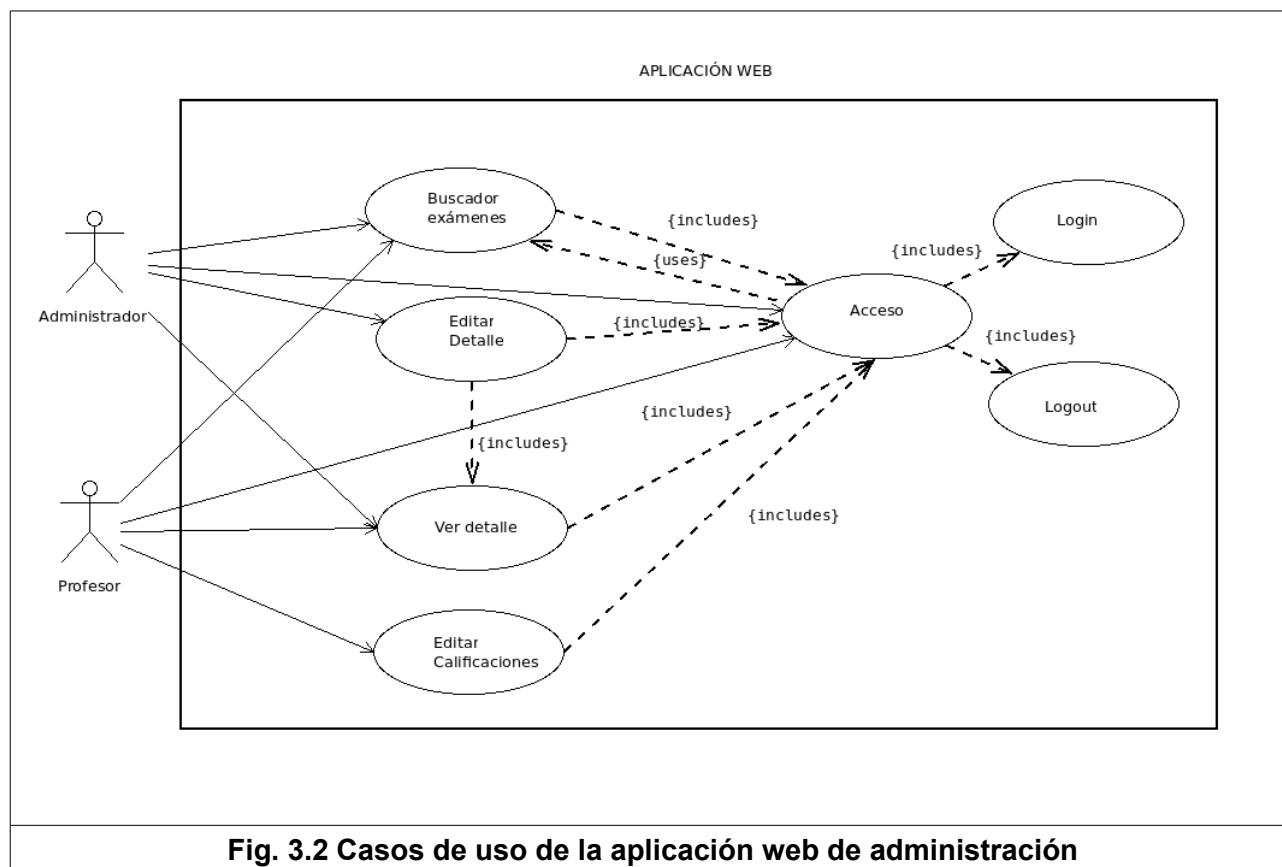 APLICACIÓN WEB
Buscador
exámenes
{includes}
Login
{includes}
{uses}
Administrador
Editar
Detalle
{includes}
Acceso
{includes}
Logout
{includes}
{includes}
Ver detalle
{includes}
Profesor
Editar
Calificaciones
Fig. 3.2 Casos de uso de la aplicación web de administración